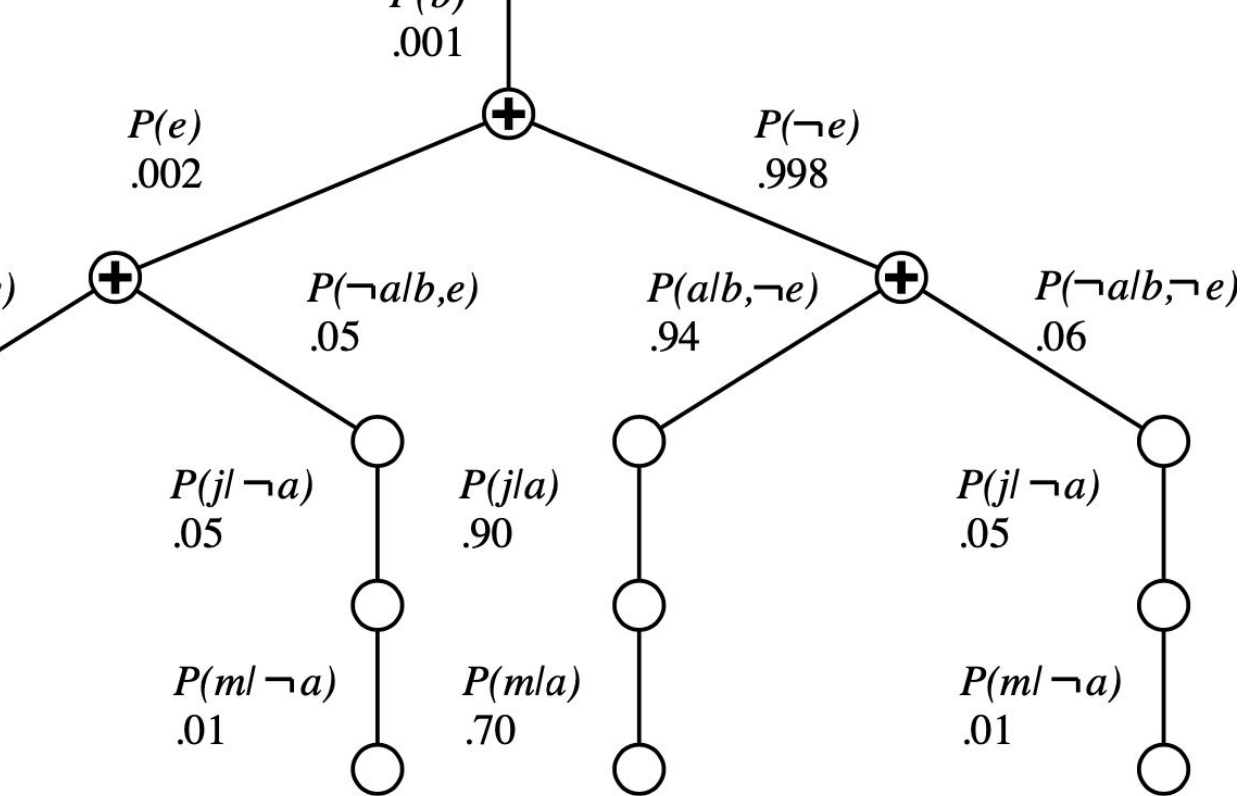 .001
P(e)
.002
P(¬e)
.998
)
P(¬a|b,e)
.05
P(a|b,¬e)
.94
P(¬a|b,¬e)
.06
P(j|¬a)
.05
P(j|a)
.90
P(j|¬a)
.05
P(m|¬a)
.01
P(m|a)
.70
P(m|¬a)
.01